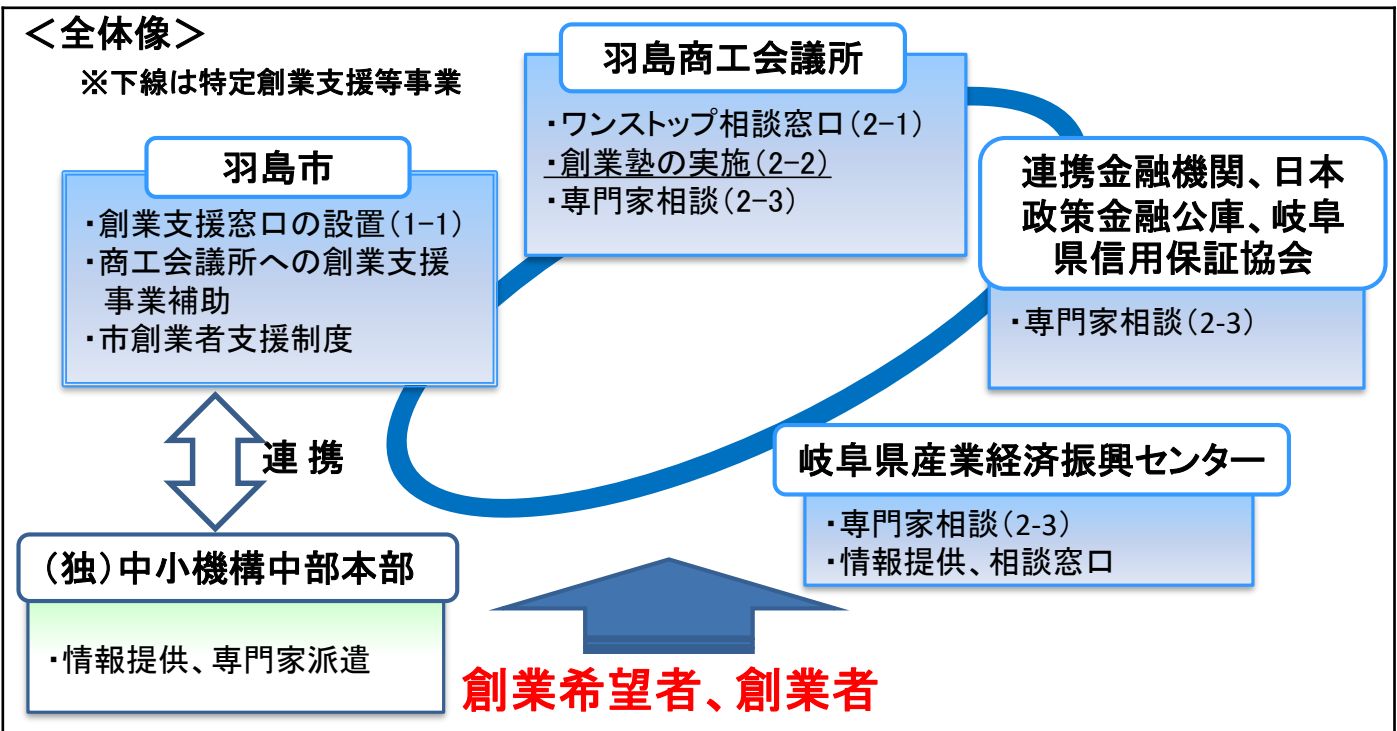 ＜全体像＞
※下線は特定創業支援等事業
羽島商工会議所
・ワンストップ相談窓口（2−1）
・創業塾の実施（2−2）
・専門家相談（2−3）
羽島市
・創業支援窓口の設置（1−1）
・商工会議所への創業支援
事業補助
・市創業者支援制度
連携金融機関、日本
政策金融公庫、岐阜
県信用保証協会
・専門家相談（2-3）
連 携
岐阜県産業経済振興センター
・専門家相談（2-3）
・情報提供、相談窓口
（独）中小機構中部本部
・情報提供、専門家派遣
創業希望者、創業者